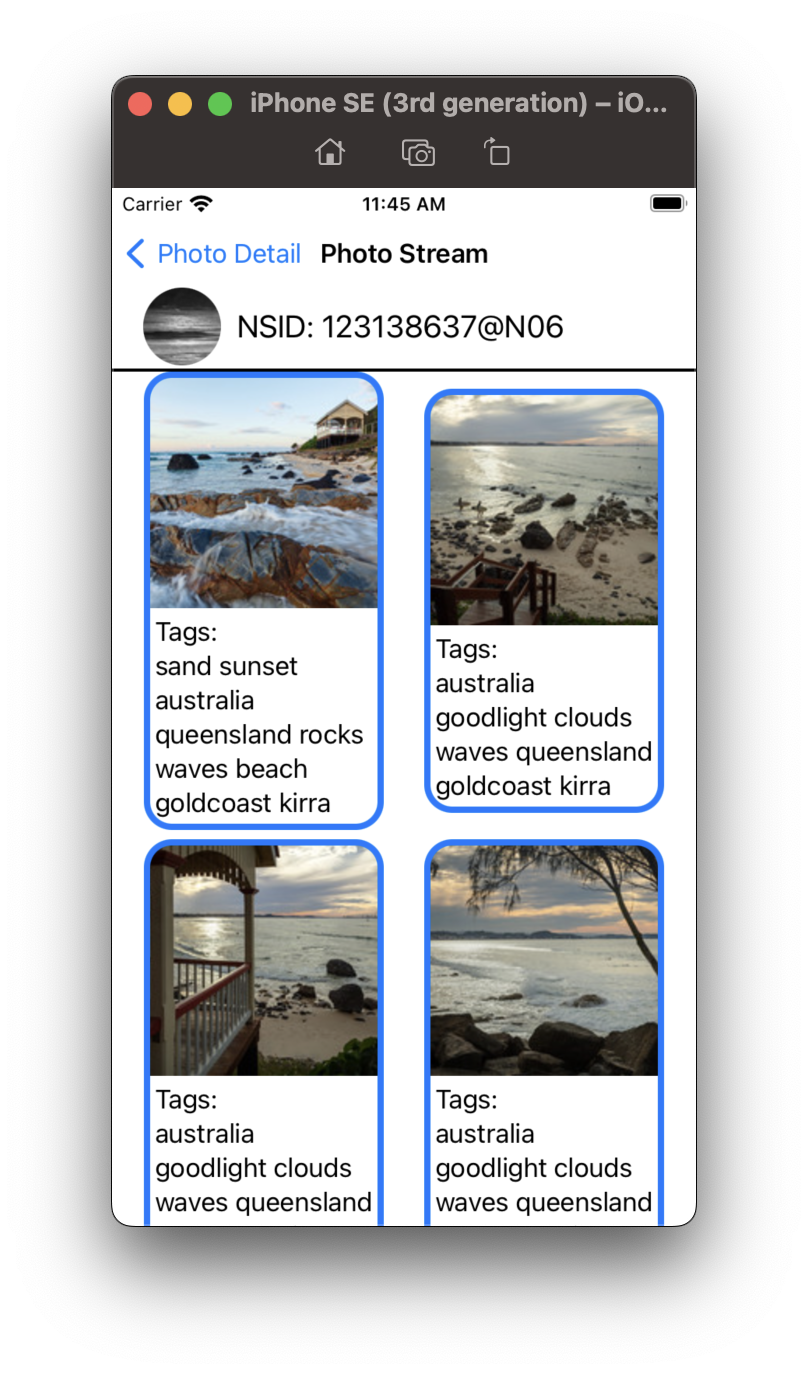 iPhone SE (3rd generation) – iO...
Carrier
11:45 AM
Photo Detail
Photo Stream
NSID: 123138637@N06
Tags:
sand sunset
australia
queensland rocks
waves beach
goldcoast kirra
Tags:
australia
goodlight clouds
waves queensland
goldcoast kirra
Tags:
australia
goodlight clouds
waves queensland
Tags:
australia
goodlight clouds
waves queensland